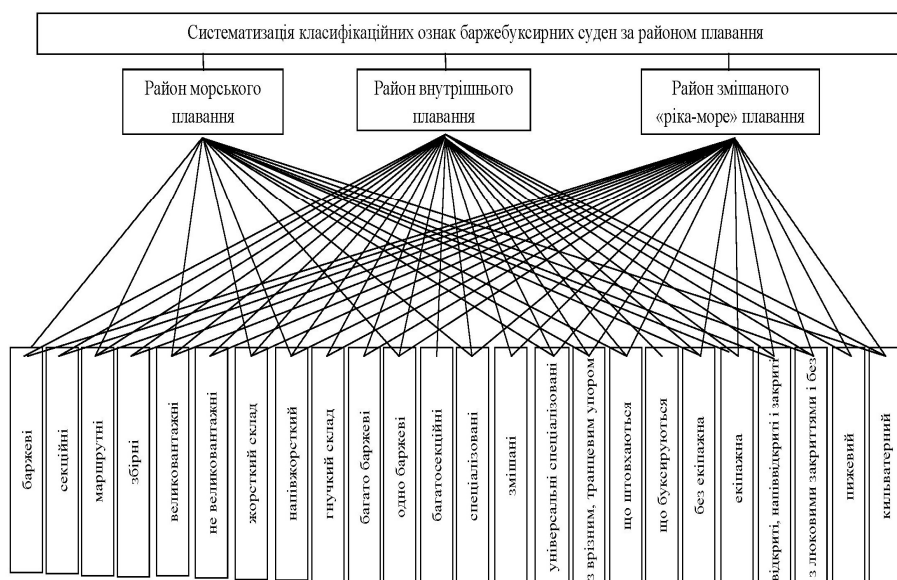 Систематизація класифікаційних ознак баржебуксирних суден за районом плавання
Район морського
плавання
Район внутрішнього
плавання
Район змішаного
«ріка-море» плавання
баржеві
секційні
маршрутні
збірні
великовантажні
не великовантажні
жорсткий склад
напівжорсткий
гнучкий склад
багато баржеві
одно баржеві
багатосекційні
спеціалізовані
змішані
універсальні спеціалізовані
з врізним, транцевим упором
що штовхаються
що буксируються
без екіпажна
екіпажна
відкриті, напіввідкриті і закриті
з люковими закриттями і без
пижевий
кильватерний